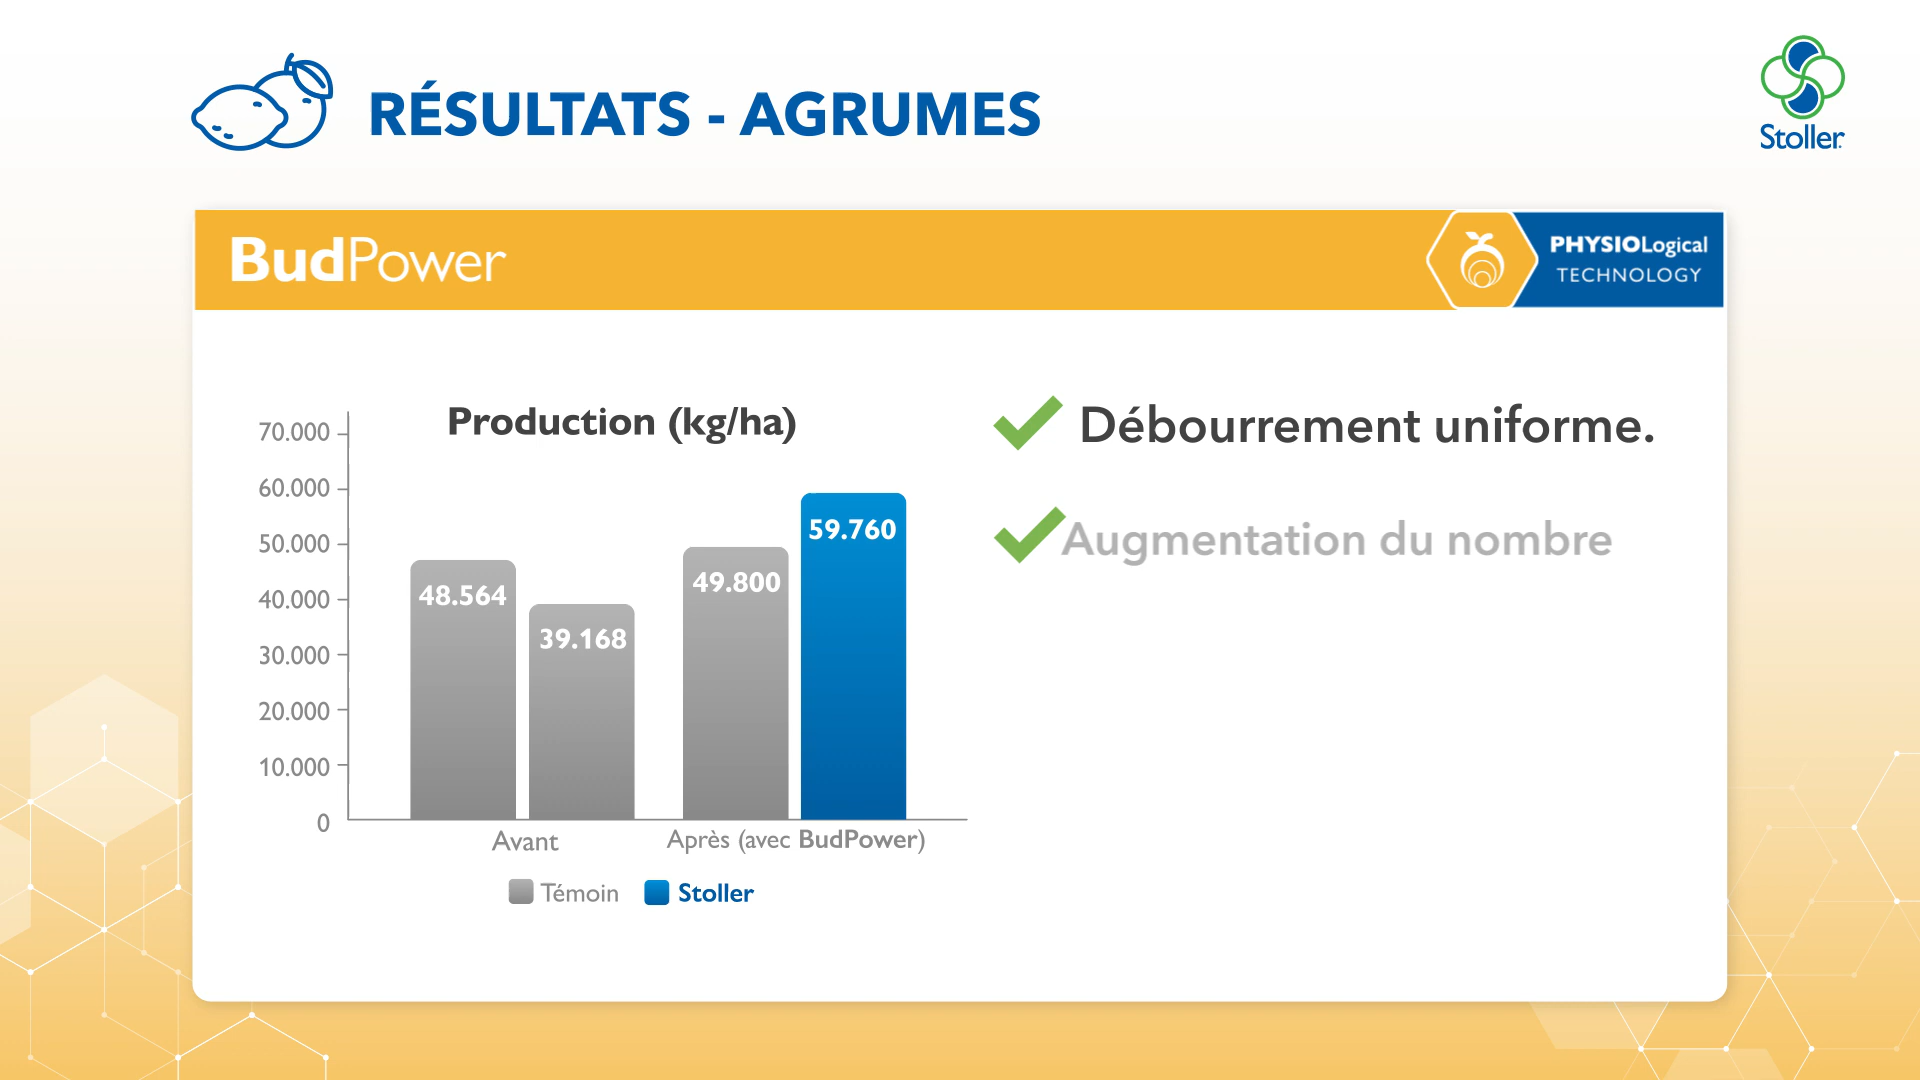 RÉSULTATS - AGRUMES
Stoller
BudPower
PHYSIOLogical
TECHNOLOGY
Production (kg/ha)
70.000
60.000
50.000
40.000
30.000
20.000
10.000
0
48.564
39.168
49.800
59.760
Avant
Après (avec BudPower)
Témoin
Stoller
Débourrement uniforme.
Augmentation du nombre